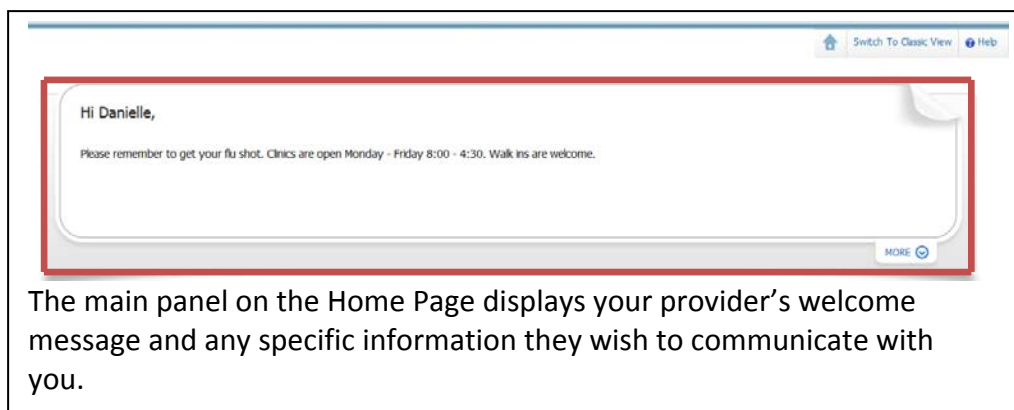 Switch To Classic View Help
Hi Danielle,
Please remember to get your flu shot. Clinics are open Monday - Friday 8:00 - 4:30. Walk ins are welcome.
MORE
The main panel on the Home Page displays your provider’s welcome
message and any specific information they wish to communicate with
you.